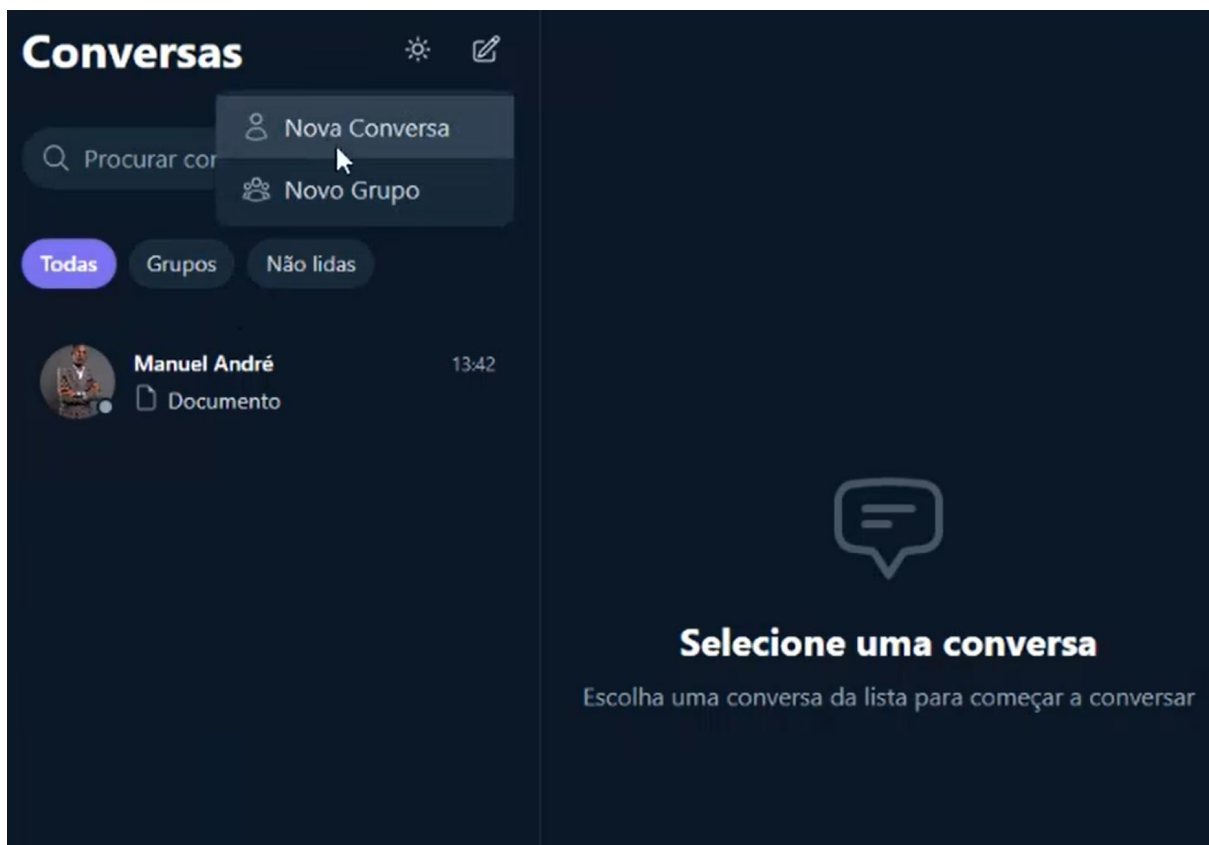 Conversas
Nova Conversa
Procurar
Novo Grupo
Todas
Grupos
Não lidas
Manuel André
13:42
Documento
Selecione uma conversa
Escolha uma conversa da lista para começar a conversar